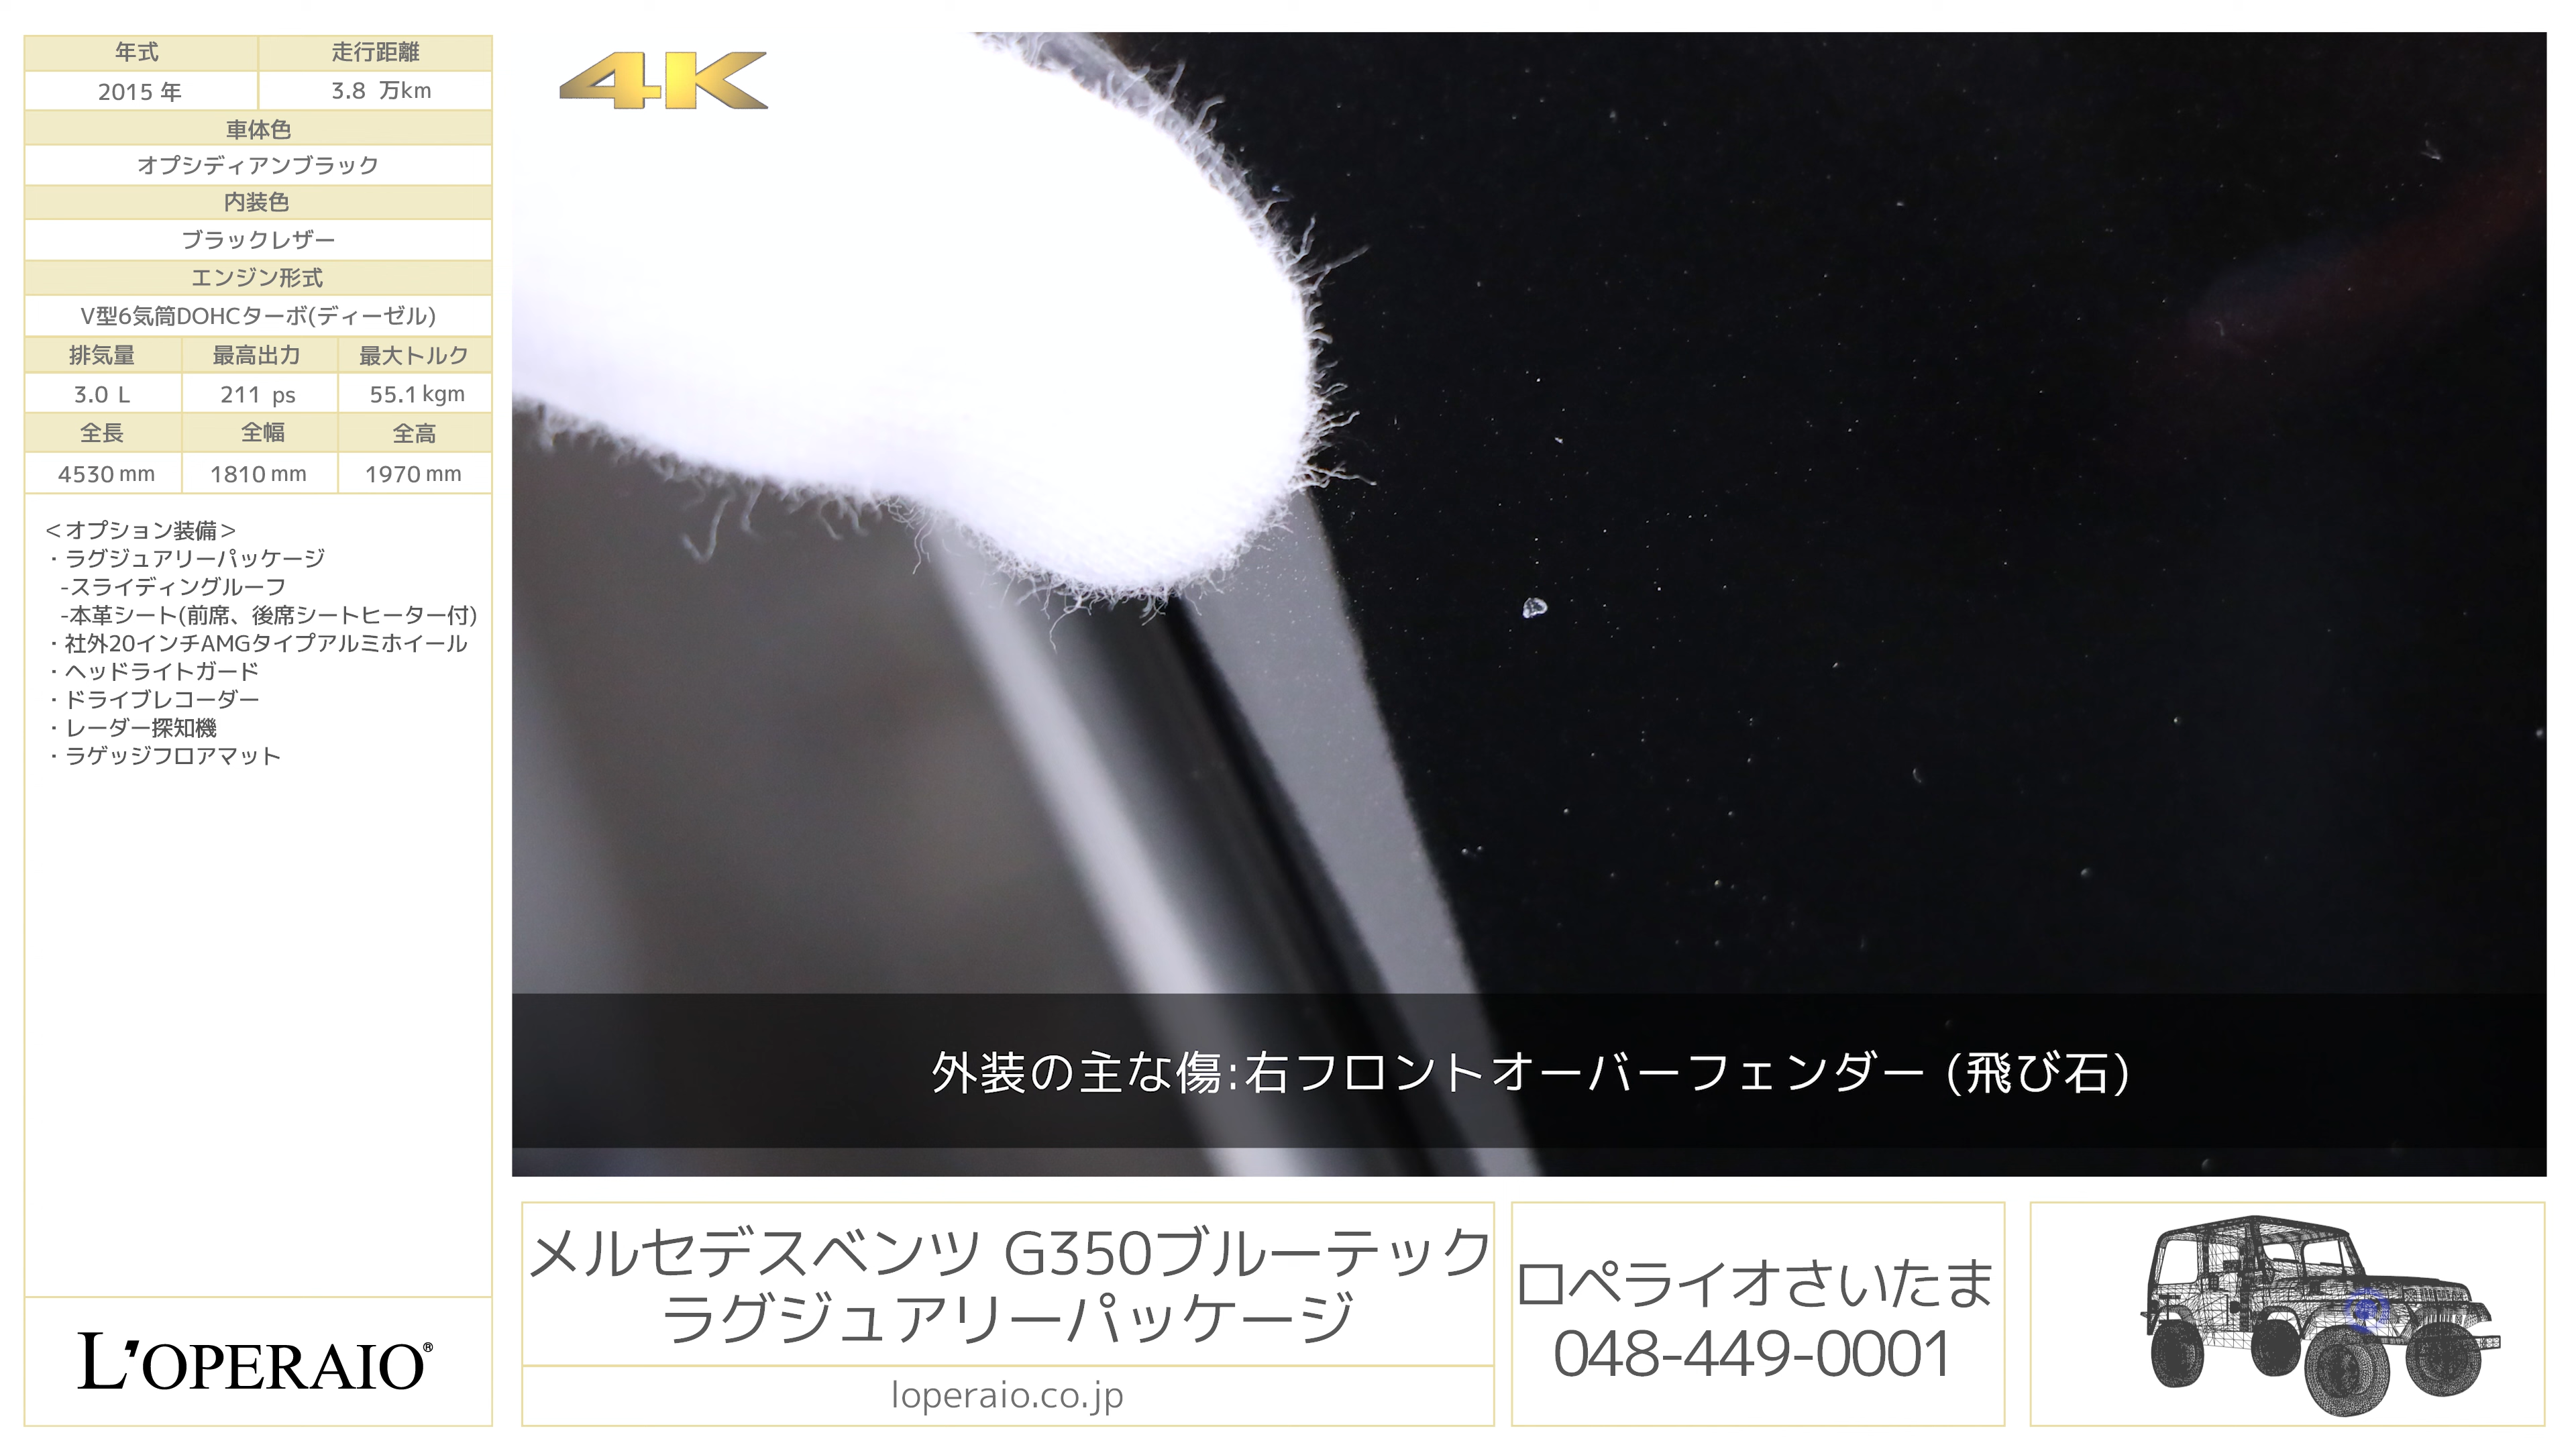 年式 走行距離
2015 年 3.8 万km
車体色
オプシディアンブラック
内装色
ブラックレザー
エンジン形式
V型6気筒DOHCターボ(ディーゼル)
排気量 最高出力 最大トルク
3.0 L 211 ps 55.1 kgm
全長 全幅 全高
4530 mm 1810 mm 1970 mm
＜オプション装備＞
・ラグジュアリーパッケージ
-スライディングルーフ
-本革シート(前席、後席シートヒーター付)
・社外20インチAMGタイプアルミホイール
・ヘッドライトガード
・ドライブレコーダー
・レーダー探知機
・ラゲッジフロアマット
L'OPERAIO®
4K
外装の主な傷:右フロントオーバーフェンダー (飛び石)
メルセデスベンツ G350ブルーテック
ラグジュアリーパッケージ
loperaio.co.jp
ロペライオさいたま
048-449-0001